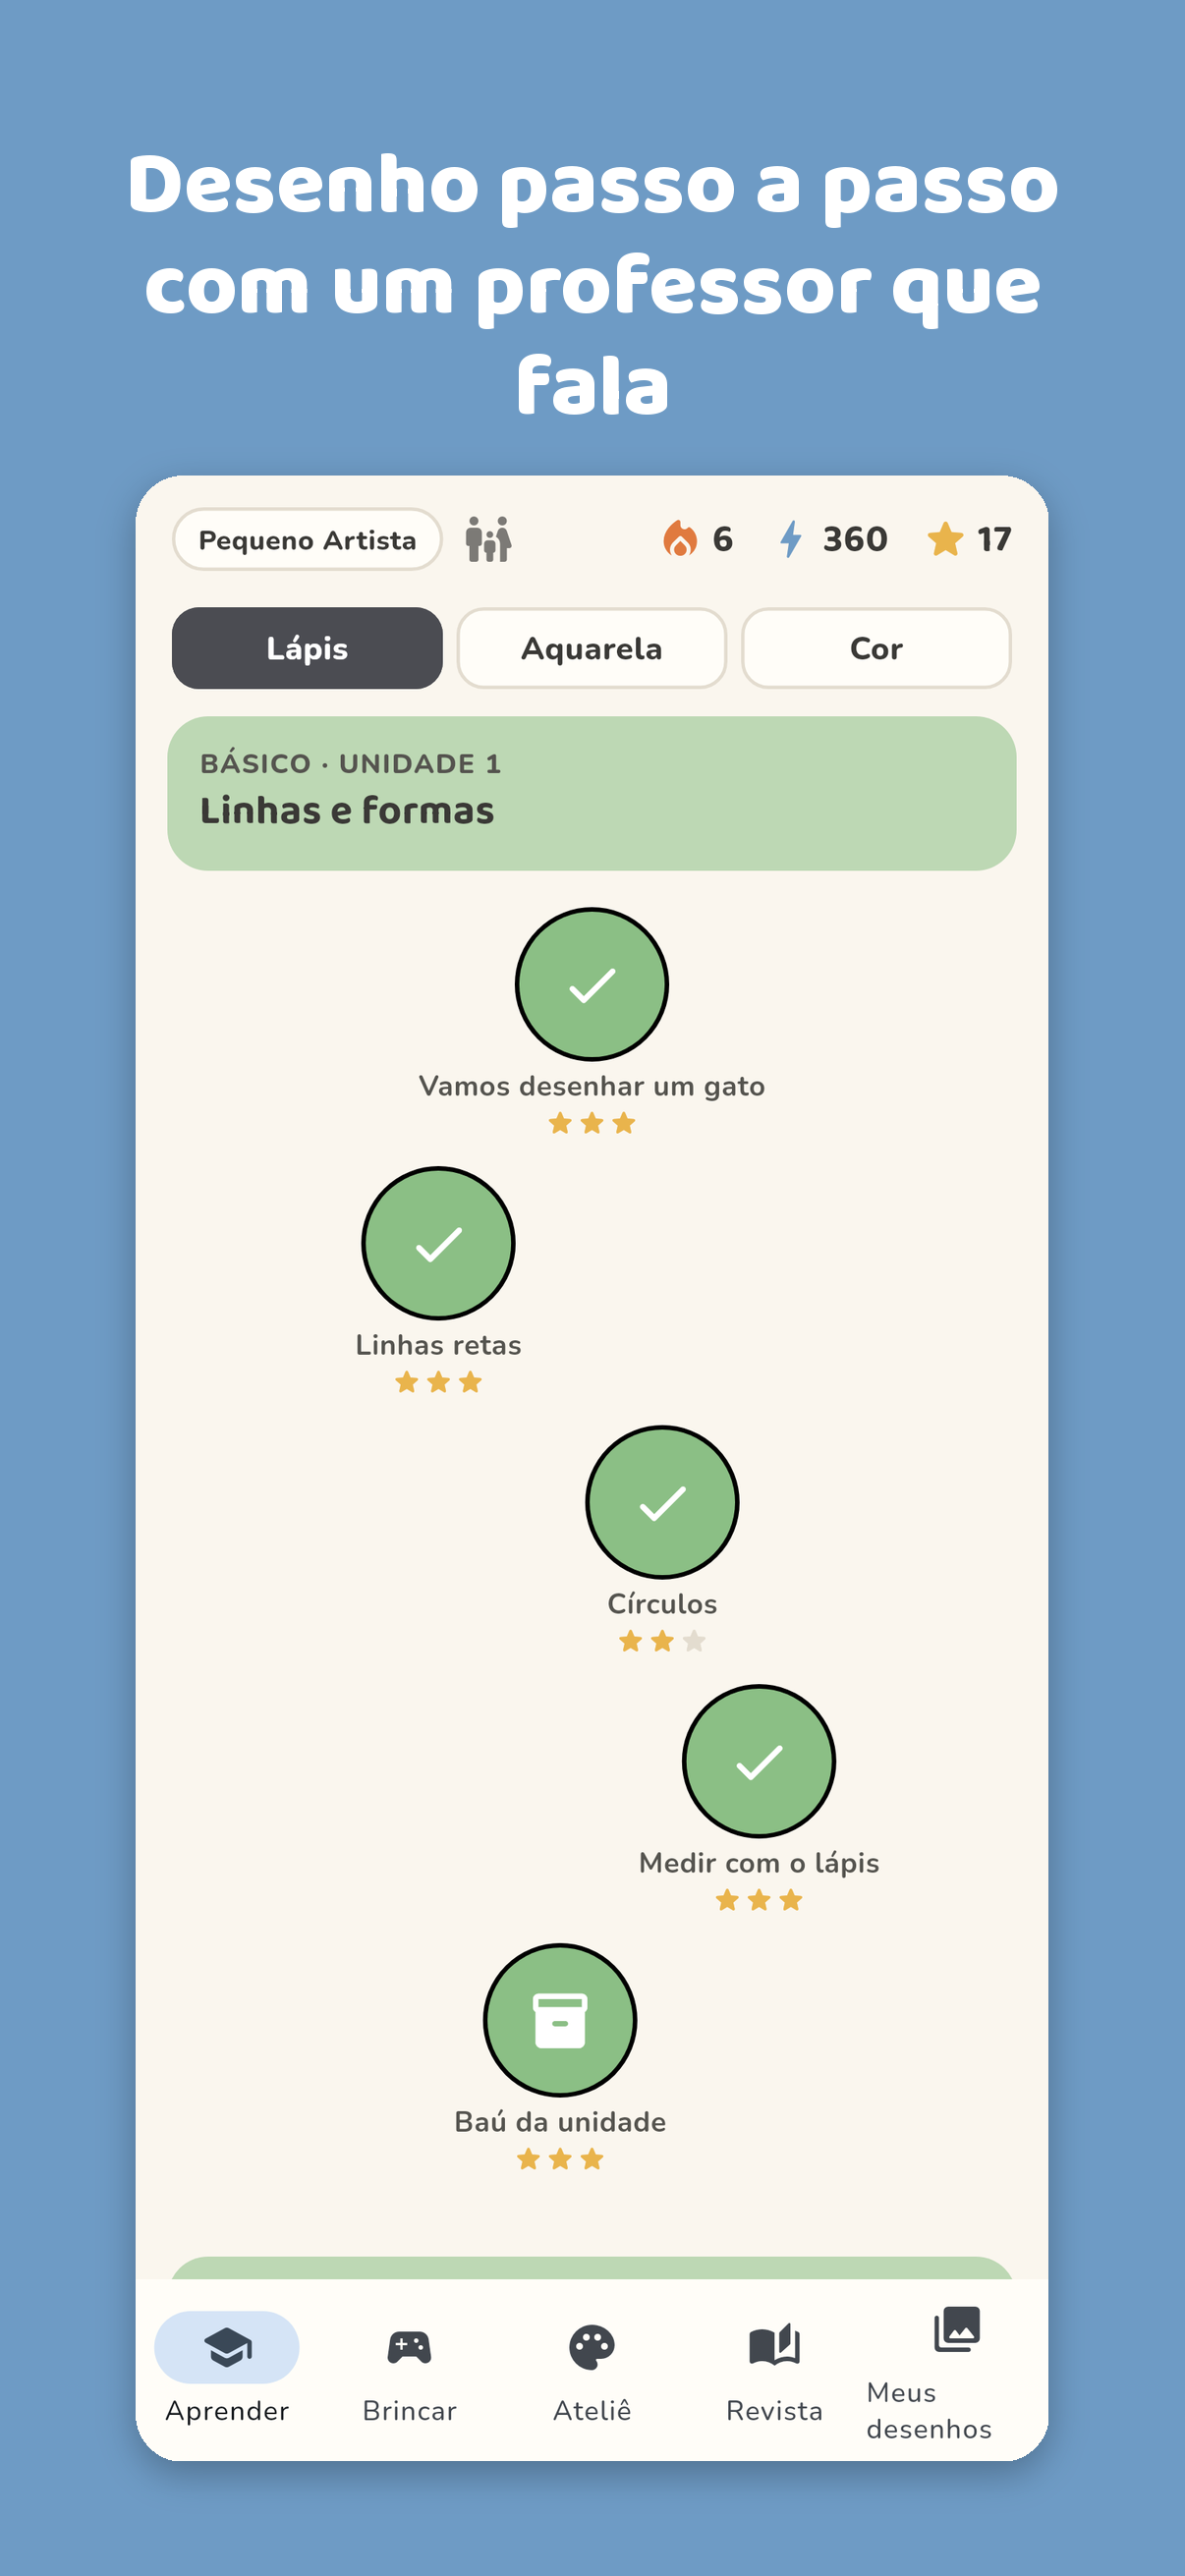 Desenho passo a passo
com um professor que
fala
Pequeno Artista
6
360
17
Lápis
Aquarela
Cor
BÁSICO · UNIDADE 1
Linhas e formas
Vamos desenhar um gato
Linhas retas
Círculos
Medir com o lápis
Baú da unidade
Aprender
Brincar
Ateliê
Revista
Meus
desenhos